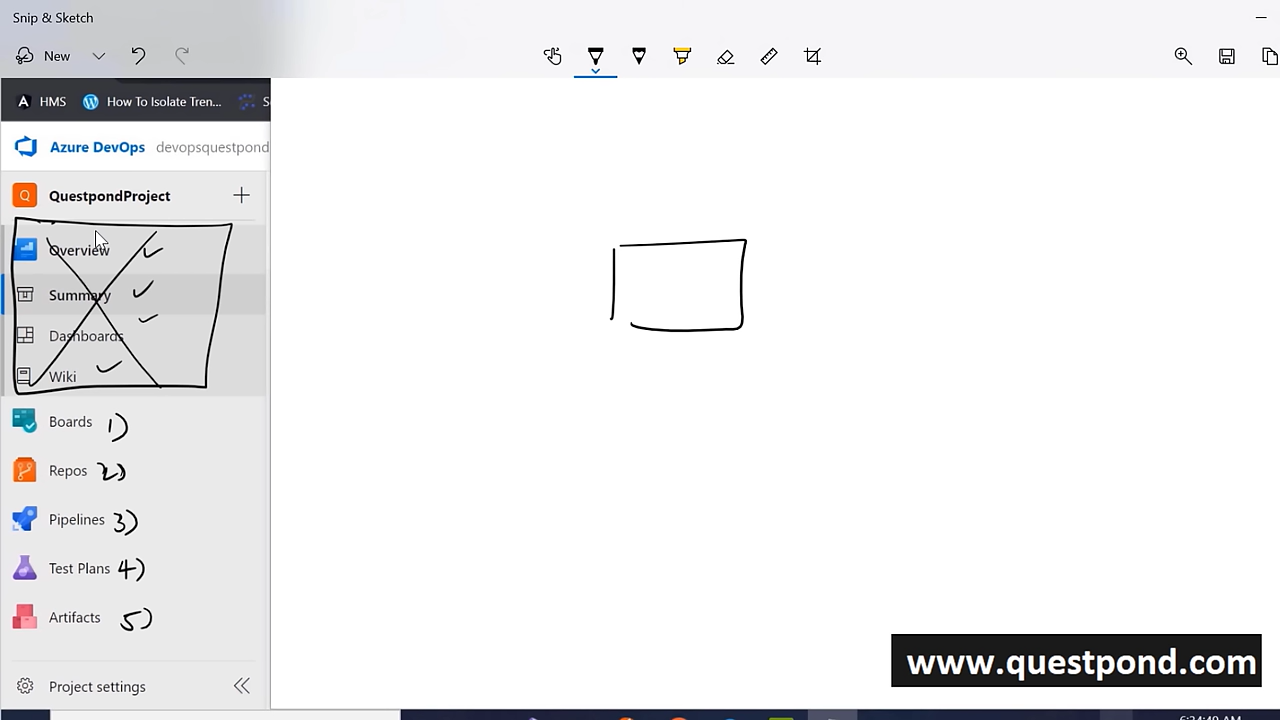 Snip & Sketch
New
HMS How To Isolate Tren... S
Azure DevOps devopsquestpond
Q QuestpondProject
Overview
Summary
Dashboards
Wiki
Boards 1)
Repos 2)
Pipelines 3)
Test Plans 4)
Artifacts 5)
Project settings
www.questpond.com